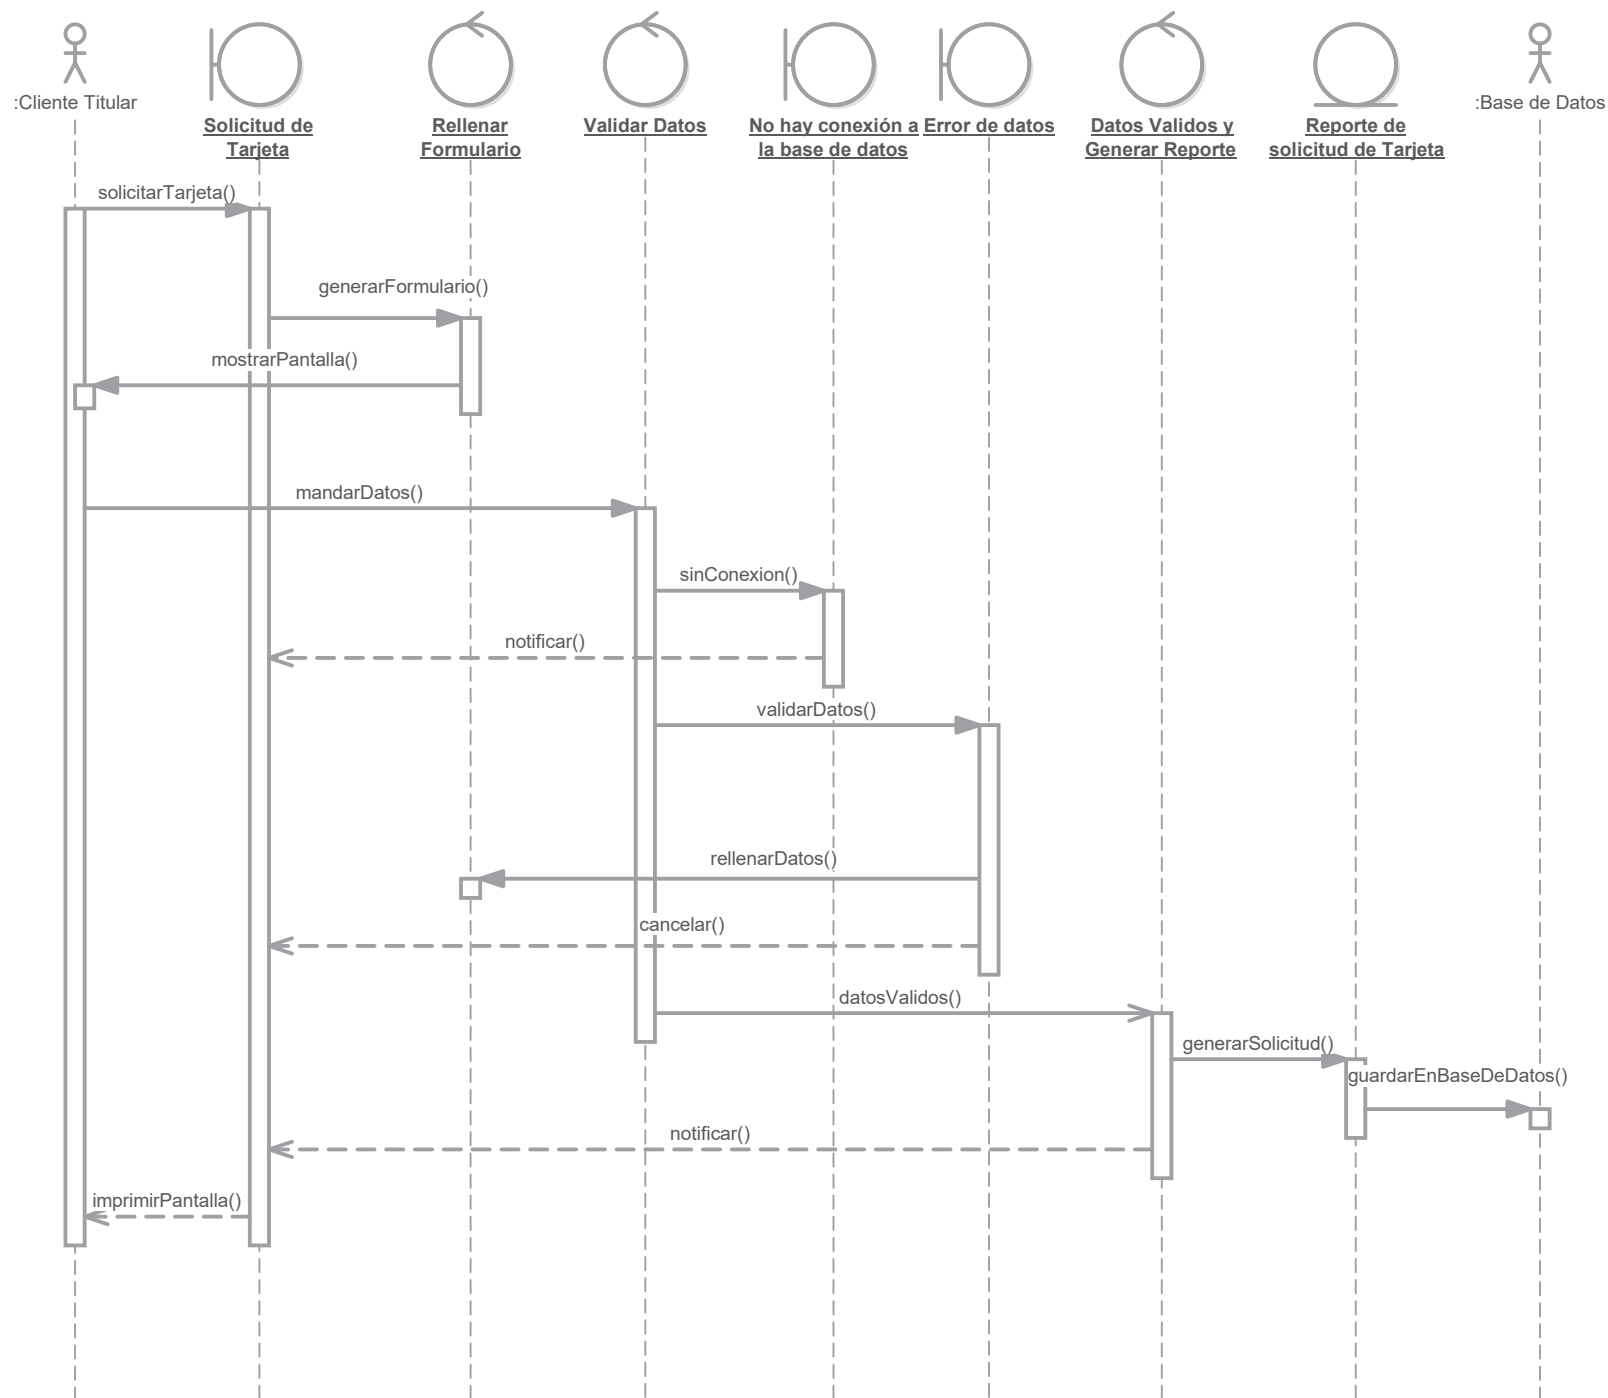 :Cliente Titular
Solicitud de
Tarjeta
Rellenar
Formulario
Validar Datos
No hay conexión a
la base de datos
Error de datos
Datos Validos y
Generar Reporte
Reporte de
solicitud de Tarjeta
:Base de Datos
solicitarTarjeta()
generarFormulario()
mostrarPantalla()
mandarDatos()
sinConexion()
notificar()
validarDatos()
rellenarDatos()
cancelar()
datosValidos()
generarSolicitud()
guardarEnBaseDeDatos()
notificar()
imprimirPantalla()